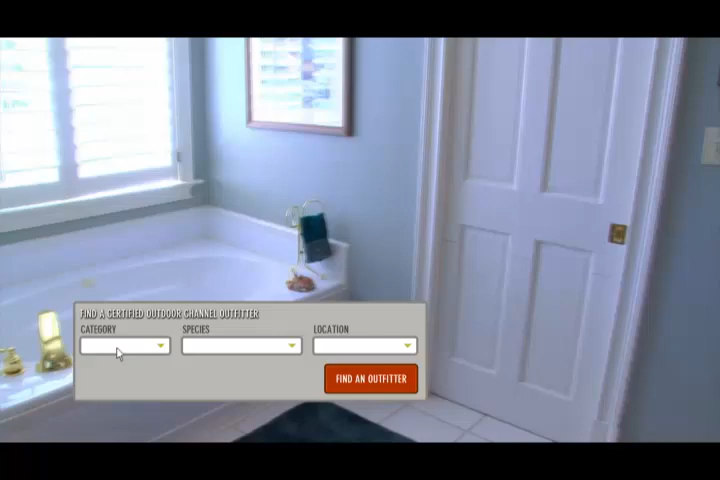 FIND A CERTIFIED OUTDOOR CHANNEL OUTFITTER
CATEGORY SPECIES LOCATION
FIND AN OUTFITTER